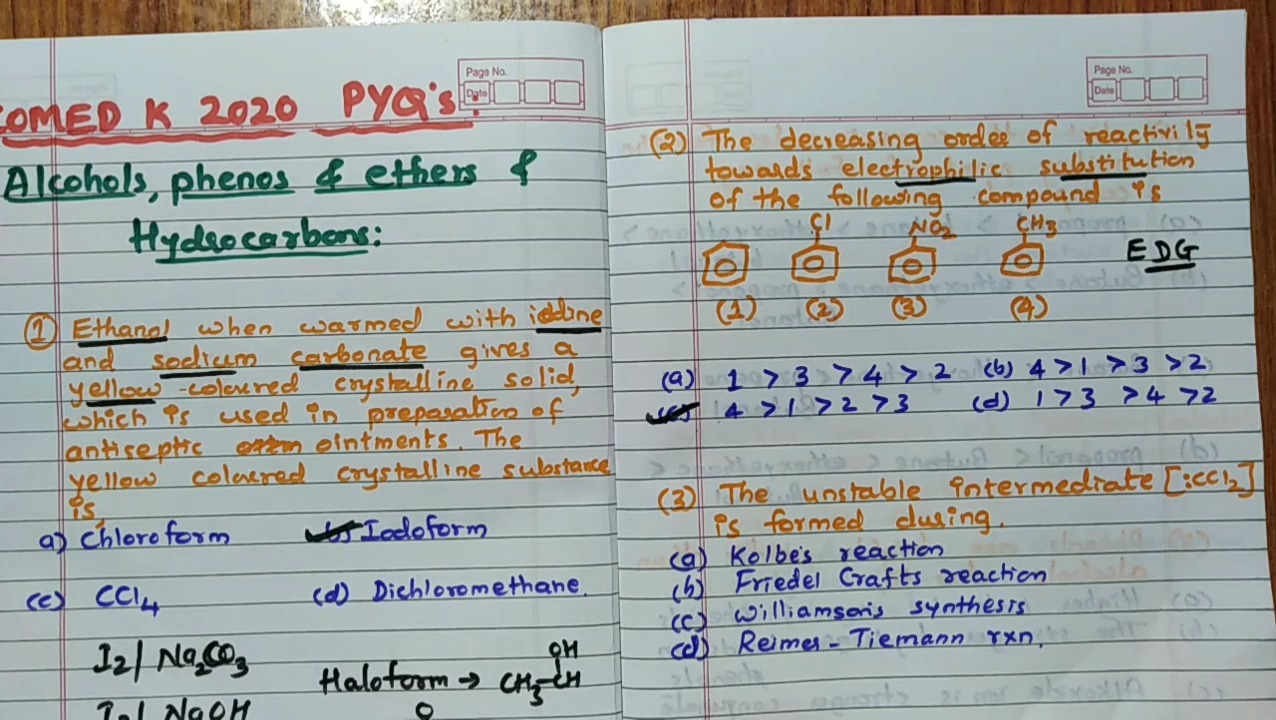 COMED K 2020 PYQ's:
Page No.
Date
Alcohols, phenos & ethers &
Hydrocarbons:
(1) Ethanol when warmed with iodine
and sodium carbonate gives a
yellow-coloured crystalline solid,
which is used in preparation of
antiseptic ointments. The
yellow coloured crystalline substance
is,
a) Chloroform (b) Iodoform
(c) CCl4 (d) Dichloromethane.
I2 / Na2CO3
OH
Haloform → CH3-CH
I2 / NaOH
O
Page No.
Date
(2) The decreasing order of reactivily
towards electrophilic substitution
of the following compound is
Cl NO2 CH3
EDG
(1) (2) (3) (4)
(a) 1 > 3 > 4 > 2 (b) 4 > 1 > 3 > 2
(c) 4 > 1 > 2 > 3 (d) 1 > 3 > 4 > 2
(3) The unstable intermediate [:CCl2]
is formed dusing.
(a) Kolbe's reaction
(b) Friedel Crafts reaction
(c) Williamson's synthesis
(d) Reimer-Tiemann rxn.